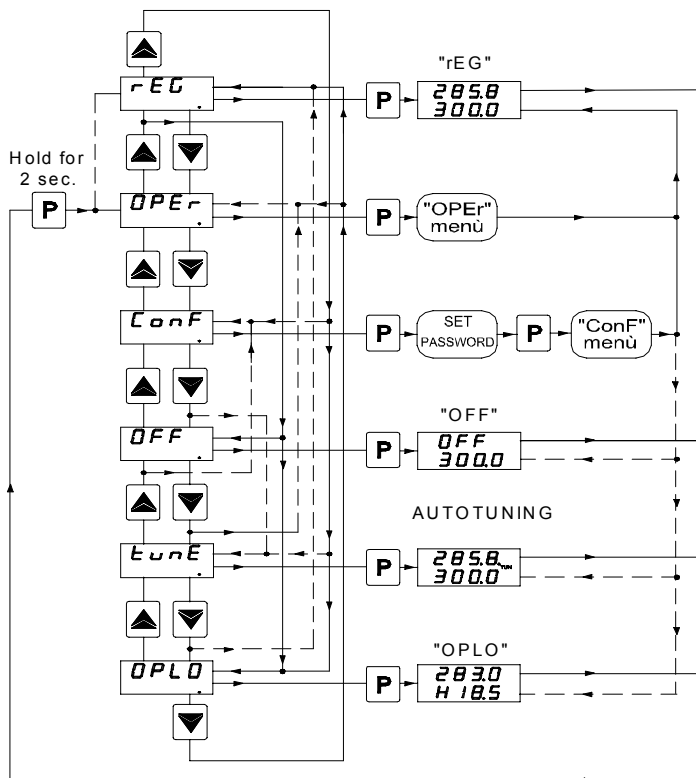 "rEG"
rEG
P
285.8
300.0
Hold for
2 sec.
P
OPEr
P
"OPEr"
menù
ConF
P
SET
PASSWORD
P
"ConF"
menù
"OFF"
OFF
P
OFF
300.0
AUTOTUNING
tunE
P
285.8
TUN
300.0
"OPLO"
OPLO
P
283.0
H 18.5